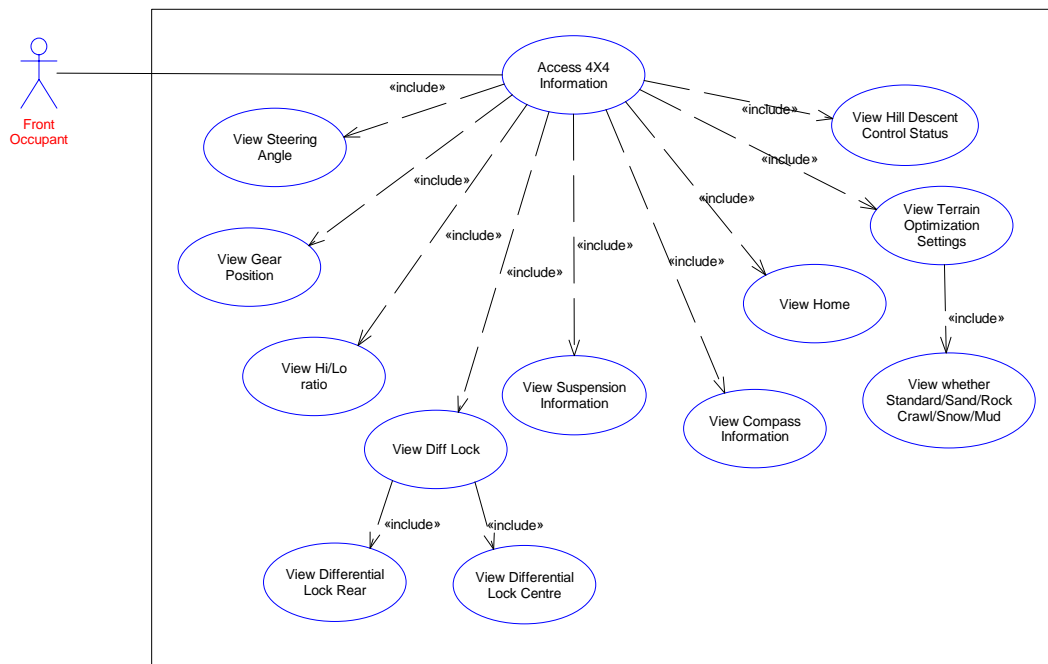 Access 4X4
Information
Front
Occupant
«include»
«include»
View Hill Descent
Control Status
View Steering
Angle
«include»
«include»
«include»
View Terrain
Optimization
Settings
«include»
«include»
«include»
«include»
View Gear
Position
View Home
«include»
View Hi/Lo
ratio
View Suspension
Information
View whether
Standard/Sand/Rock
Crawl/Snow/Mud
View Compass
Information
View Diff Lock
«include»
«include»
View Differential
Lock Rear
View Differential
Lock Centre